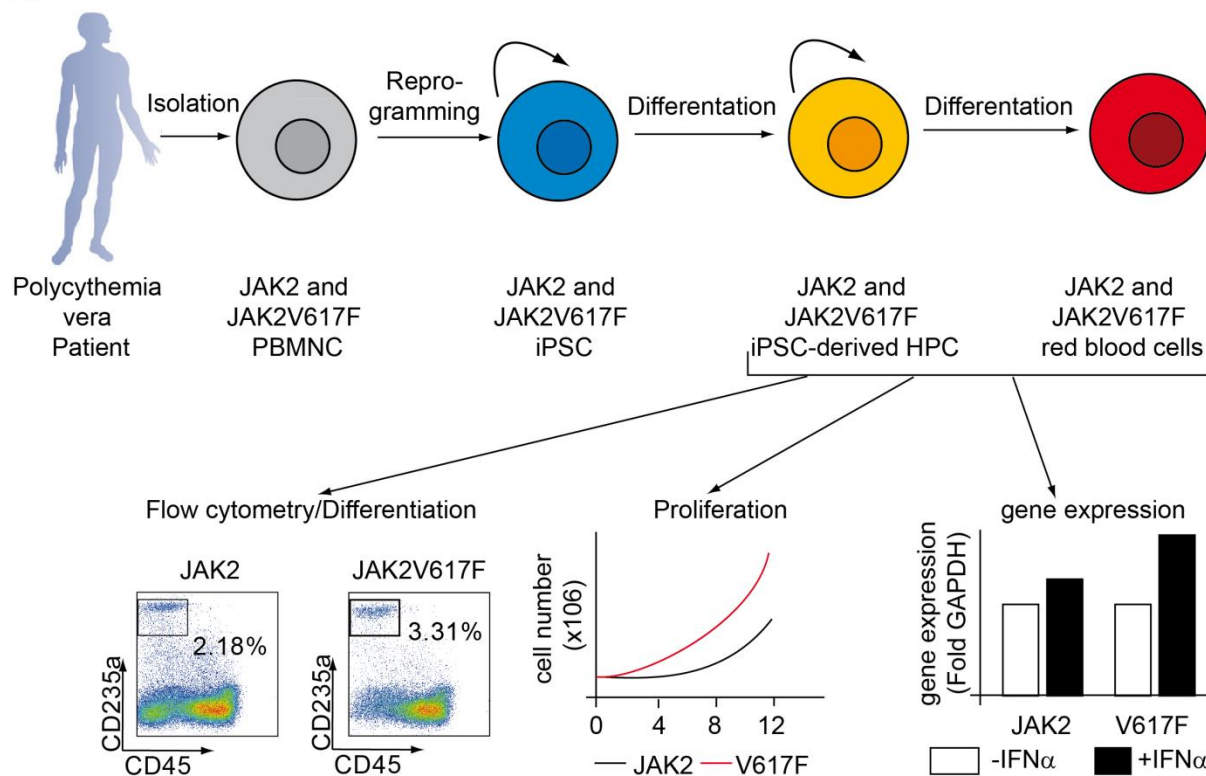 Isolation
Repro-
gramming
Differentation
Differentation
Polycythemia
vera
Patient
JAK2 and
JAK2V617F
PBMNC
JAK2 and
JAK2V617F
iPSC
JAK2 and
JAK2V617F
iPSC-derived HPC
JAK2 and
JAK2V617F
red blood cells
Flow cytometry/Differentiation
JAK2
2.18%
CD235a
CD45
JAK2V617F
3.31%
CD235a
CD45
Proliferation
cell number
(x106)
0 4 8 12
JAK2 V617F
gene expression
gene expression
(Fold GAPDH)
JAK2 V617F
-IFNα +IFNα